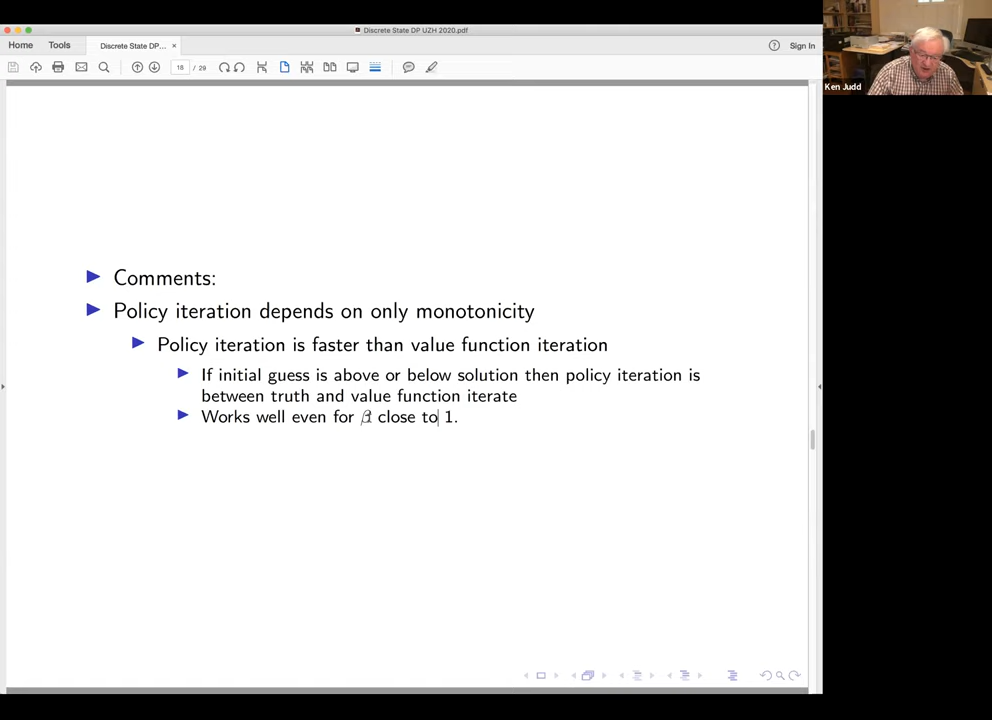 Discrete State DP UZH 2020.pdf
Home Tools Discrete State DP... × Sign In
18 / 29
Ken Judd
Comments:
Policy iteration depends on only monotonicity
Policy iteration is faster than value function iteration
If initial guess is above or below solution then policy iteration is
between truth and value function iterate
Works well even for β close to 1.